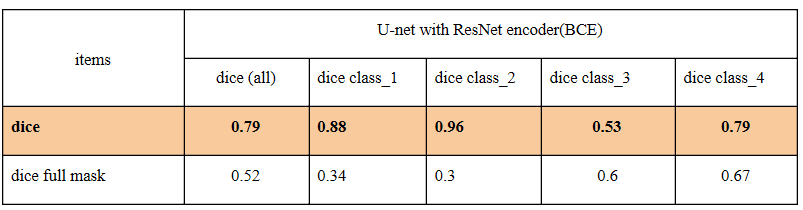 items
U-net with ResNet encoder(BCE)
dice (all) dice class_1 dice class_2 dice class_3 dice class_4
dice 0.79 0.88 0.96 0.53 0.79
dice full mask 0.52 0.34 0.3 0.6 0.67